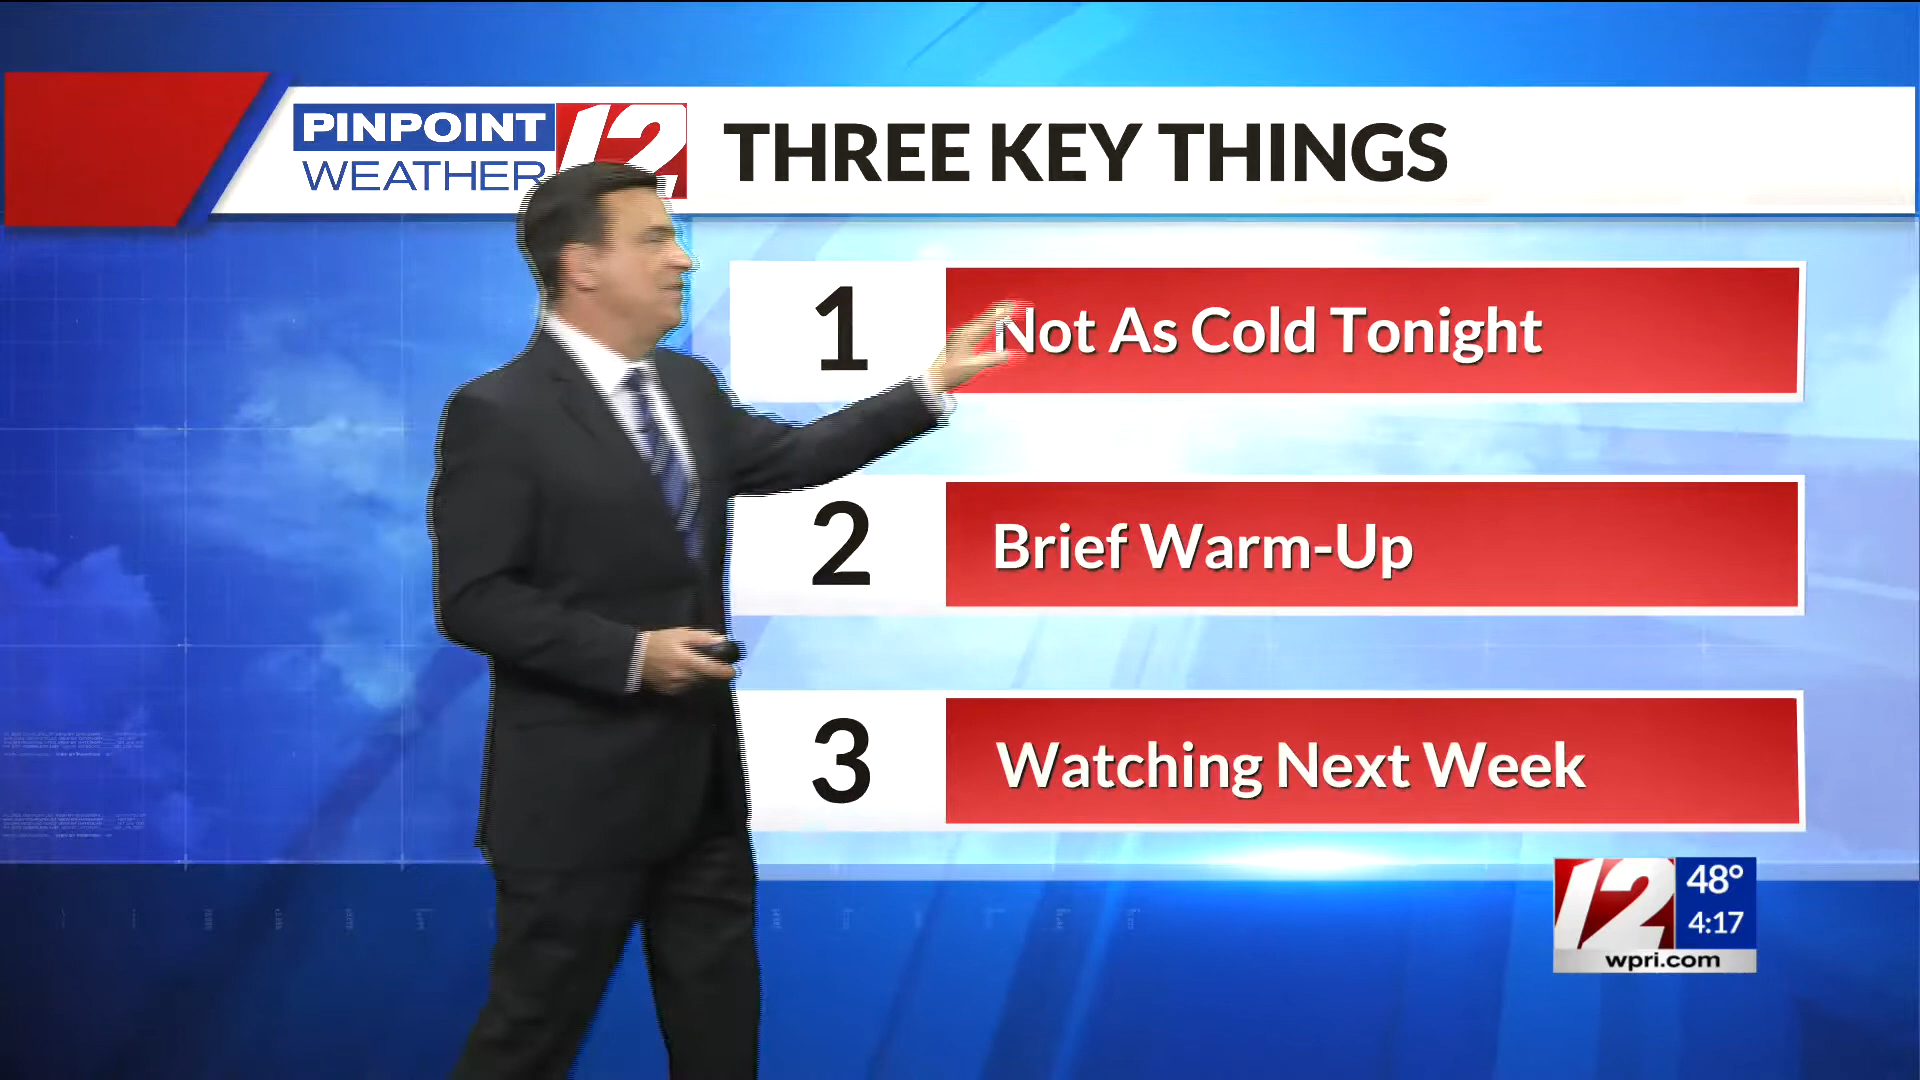 PINPOINT
WEATHER
12
THREE KEY THINGS
1
Not As Cold Tonight
2
Brief Warm-Up
3
Watching Next Week
12
48°
4:17
wpri.com